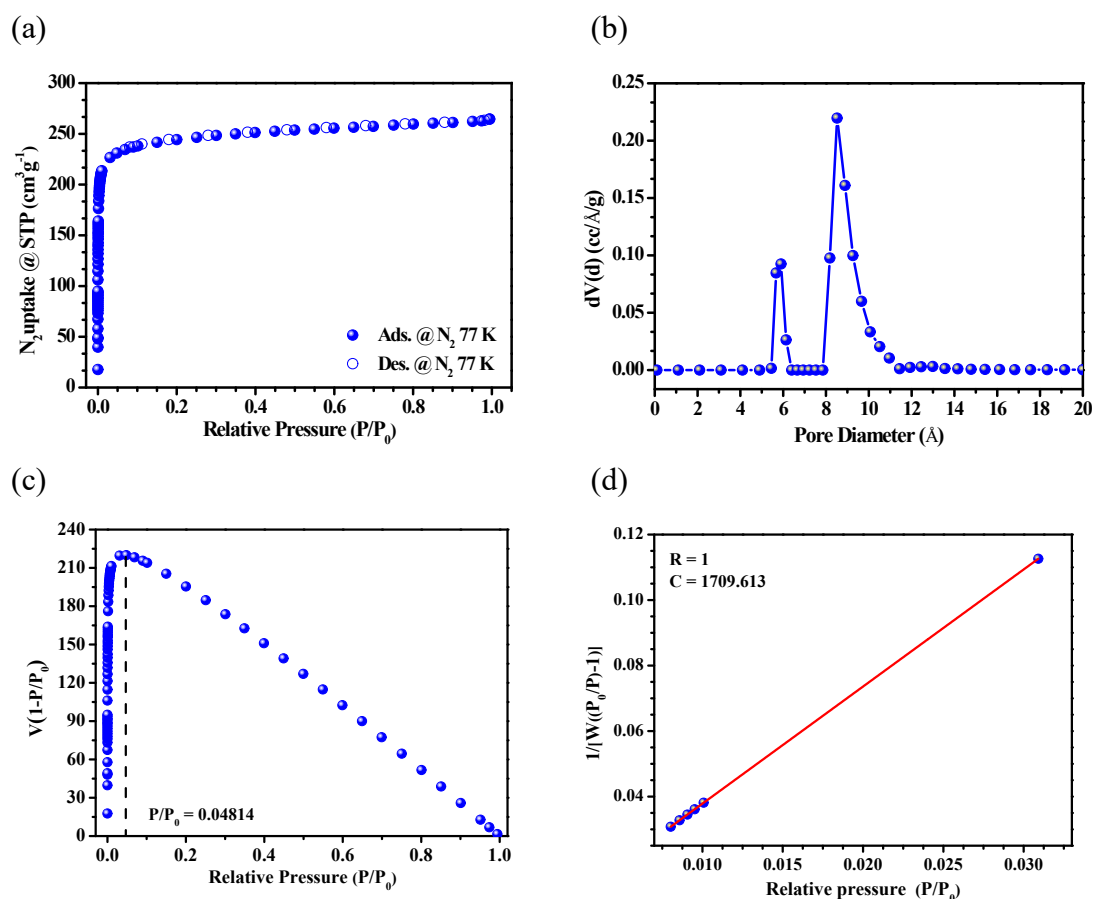 (a)
300
250
200
150
100
50
0
N₂uptake @ STP (cm³g⁻¹)
Ads. @ N₂ 77 K
Des. @ N₂ 77 K
0.0 0.2 0.4 0.6 0.8 1.0
Relative Pressure (P/P₀)
(b)
0.25
0.20
0.15
0.10
0.05
0.00
dV(d) (cc/Å/g)
0 2 4 6 8 10 12 14 16 18 20
Pore Diameter (Å)
(c)
240
210
180
150
120
90
60
30
0
V(1-P/P₀)
P/P₀ = 0.04814
0.0 0.2 0.4 0.6 0.8 1.0
Relative Pressure (P/P₀)
(d)
0.12
0.10
0.08
0.06
0.04
1/[W((P₀/P)-1)]
R = 1
C = 1709.613
0.010 0.015 0.020 0.025 0.030
Relative pressure (P/P₀)